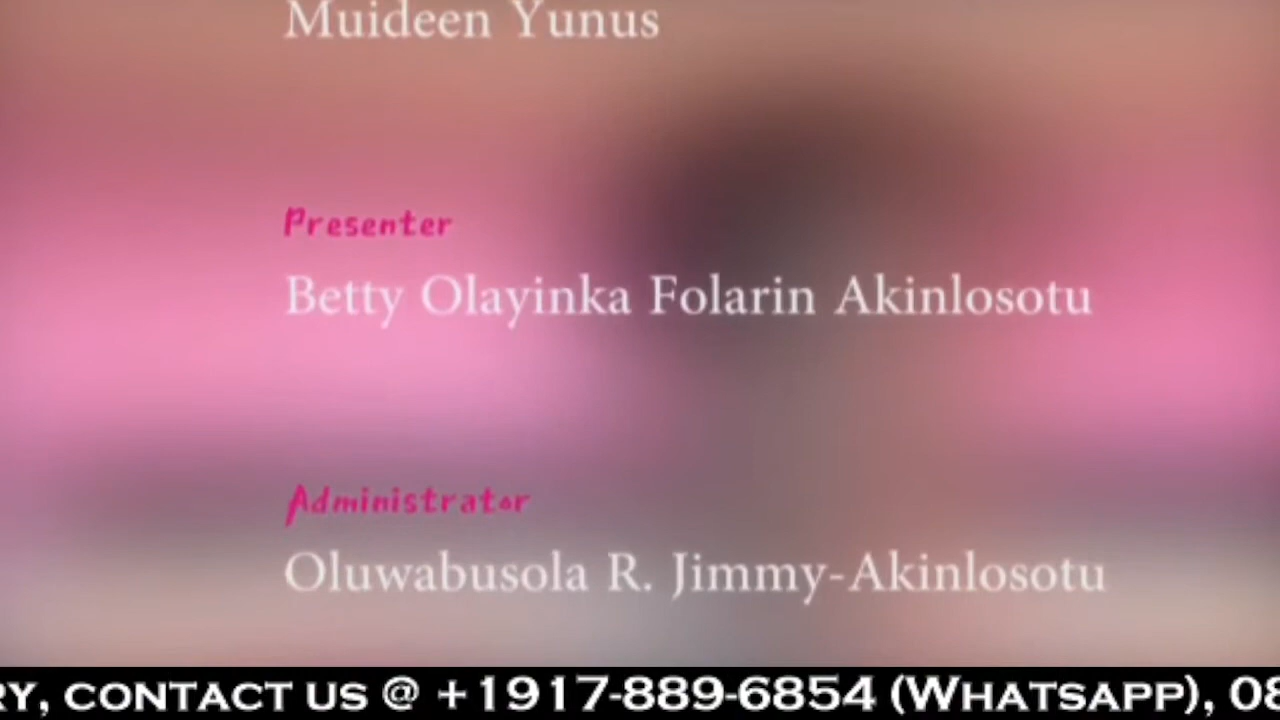 Muideen Yunus
Presenter
Betty Olayinka Folarin Akinlosotu
Administrator
Oluwabusola R. Jimmy-Akinlosotu
RY, CONTACT US @ +1917-889-6854 (WHATSAPP), 08